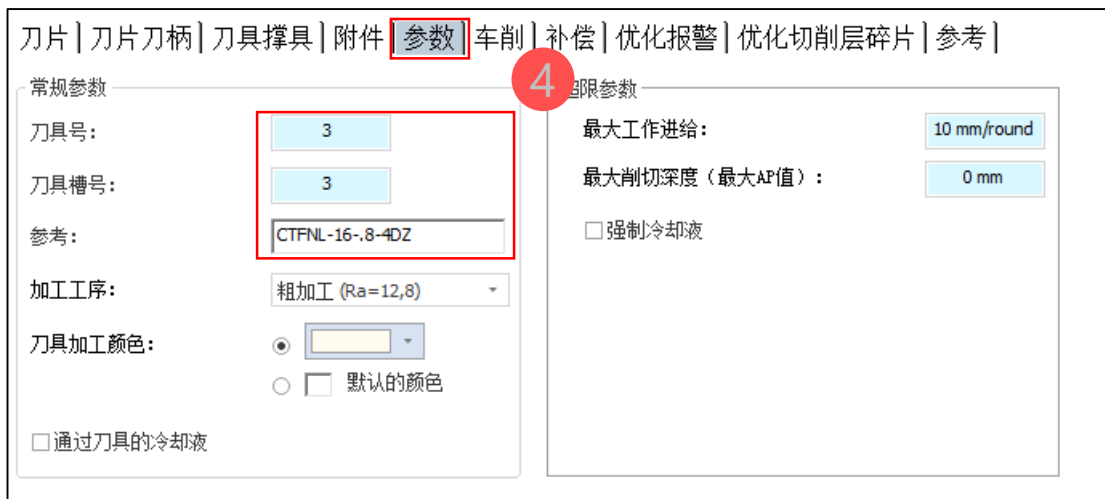 刀片 刀片刀柄 刀具撑具 附件 参数 车削 补偿 优化报警 优化切削层碎片 参考
4
常规参数
刀具号: 3
刀具槽号: 3
参考: CTFNL-16-.8-4DZ
加工工序: 粗加工 (Ra=12,8)
刀具加工颜色:
默认的颜色
通过刀具的冷却液
限参数
最大工作进给: 10 mm/round
最大削切深度（最大AP值）: 0 mm
强制冷却液